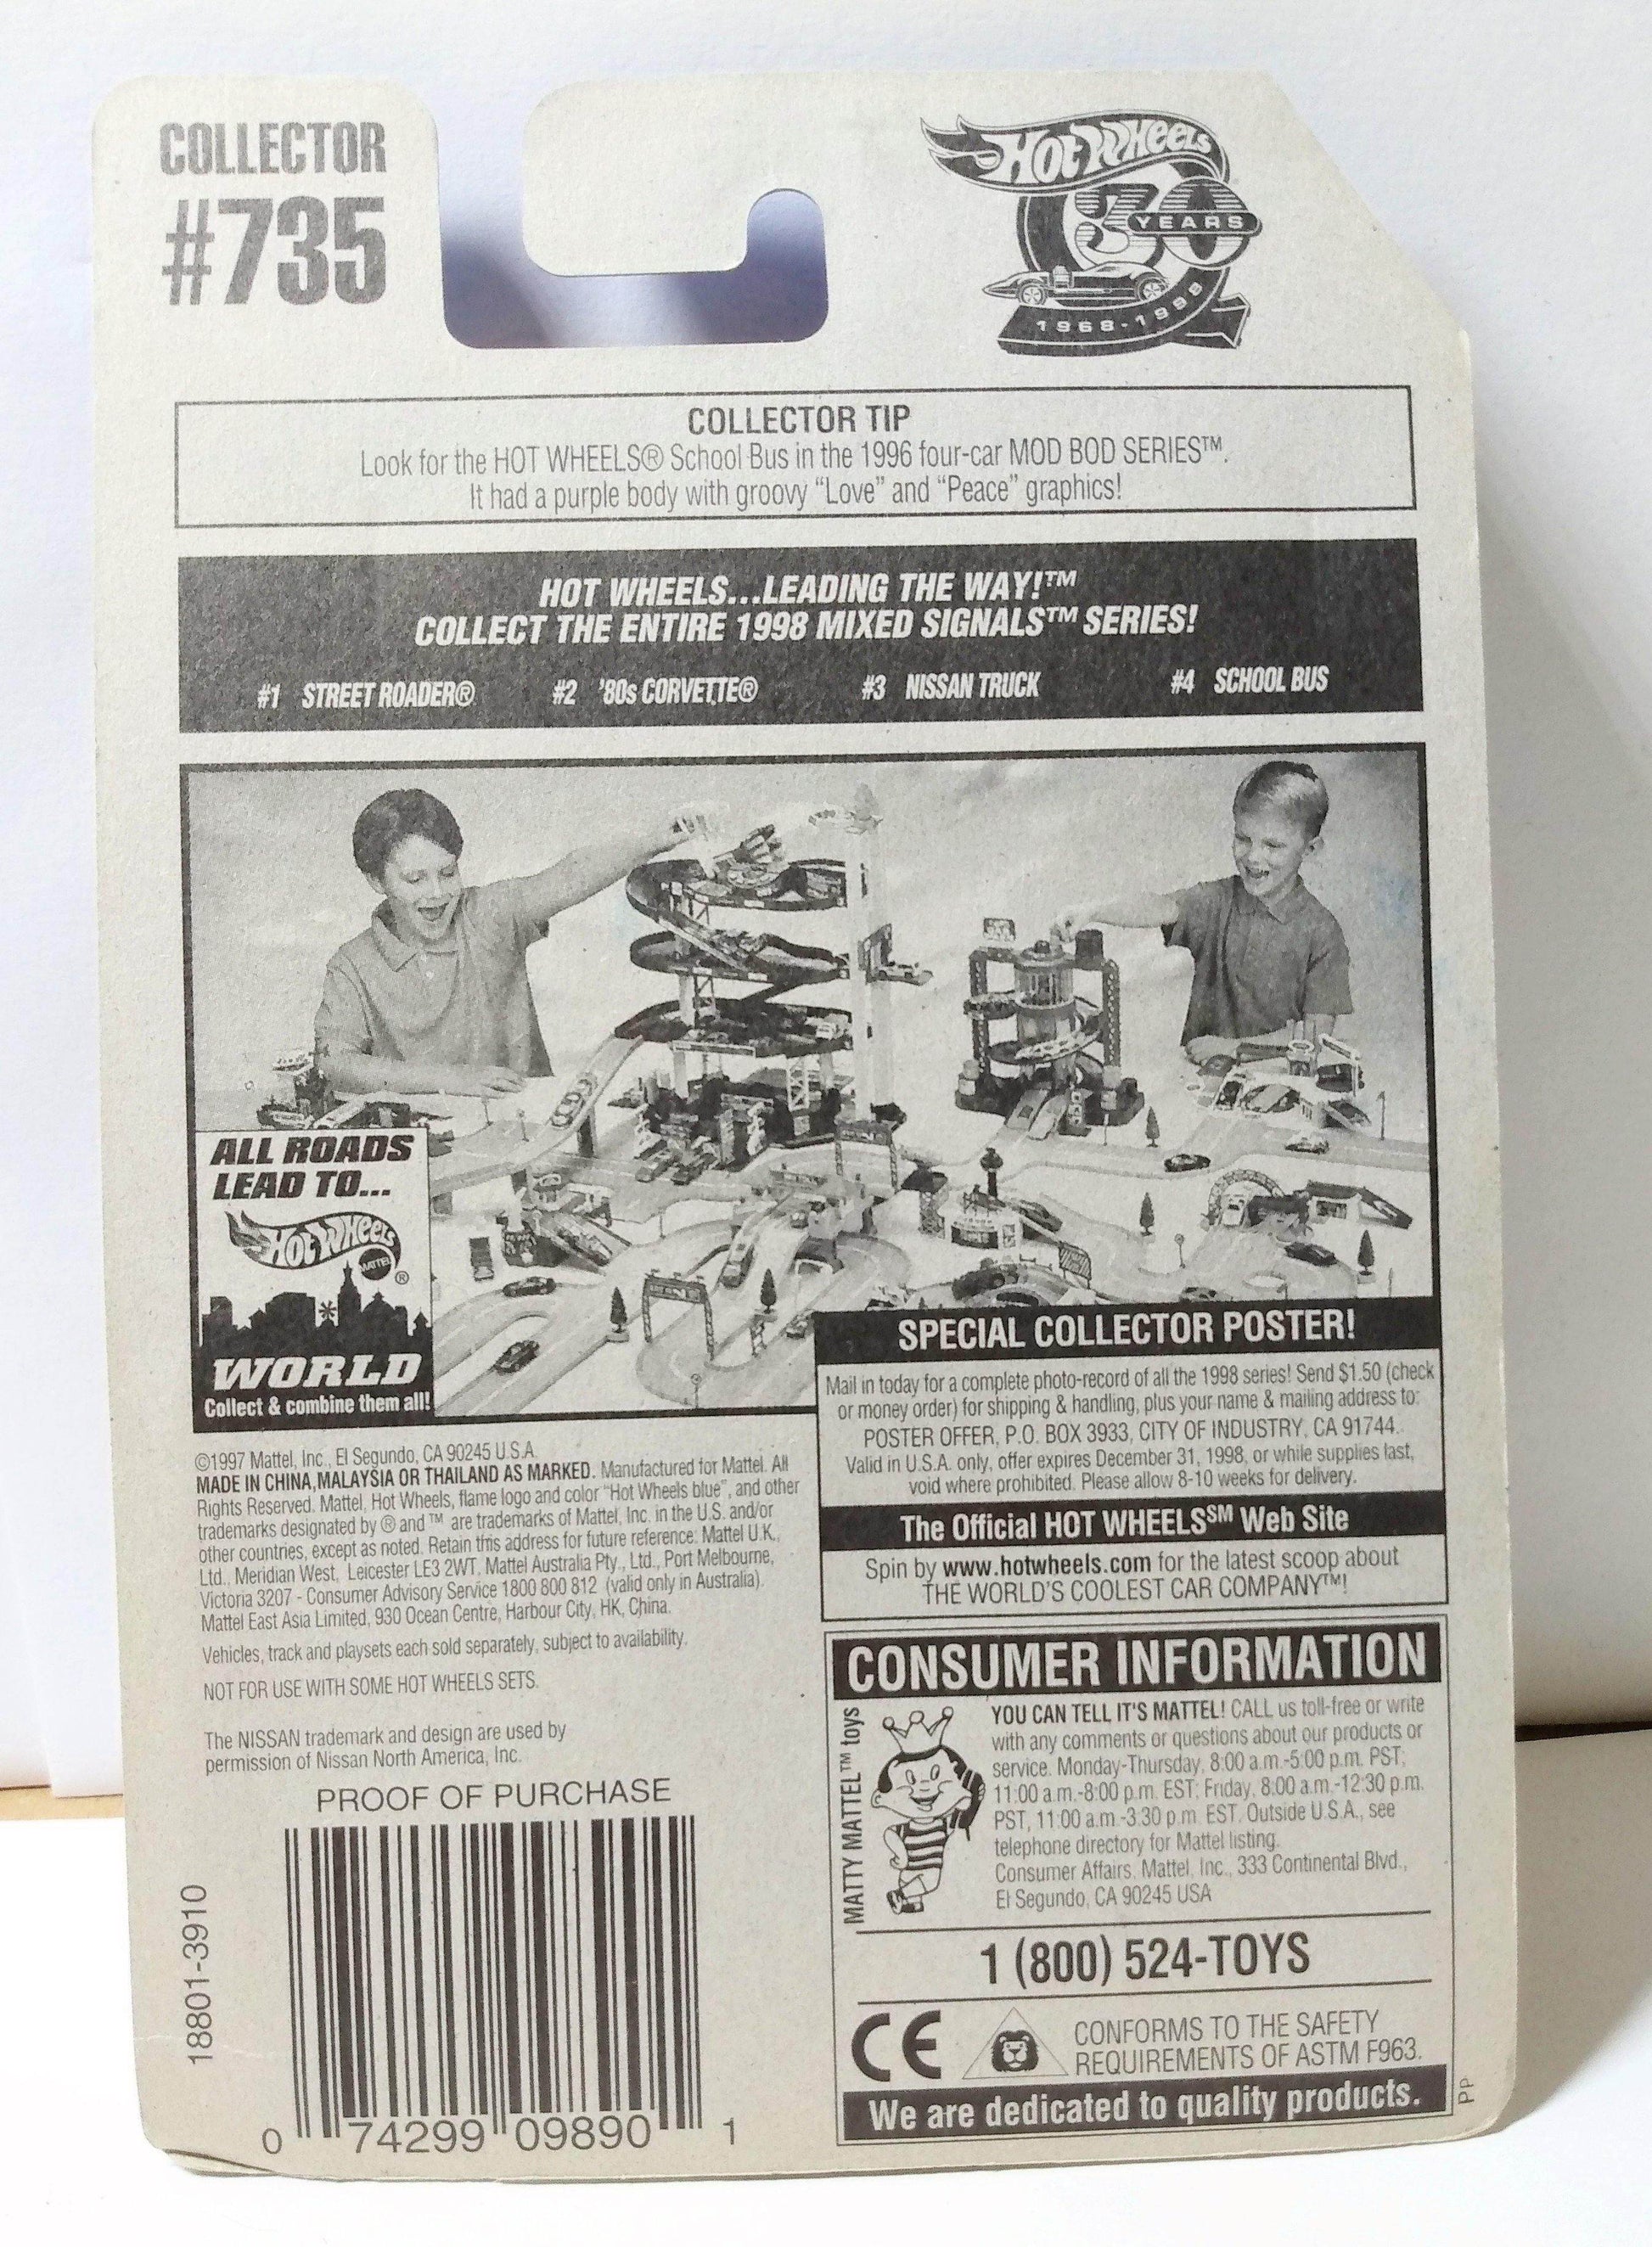 COLLECTOR
#735
HOT WHEELS
30
YEARS
1968-1998
COLLECTOR TIP
Look for the HOT WHEELS® School Bus in the 1996 four-car MOD BOD SERIES™.
It had a purple body with groovy “Love” and “Peace” graphics!
HOT WHEELS...LEADING THE WAY!™
COLLECT THE ENTIRE 1998 MIXED SIGNALS™ SERIES!
#1 STREET ROADER® #2 '80s CORVETTE® #3 NISSAN TRUCK #4 SCHOOL BUS
ALL ROADS
LEAD TO...
HOT WHEELS
MATTEL
®
WORLD
Collect & combine them all!
SPECIAL COLLECTOR POSTER!
Mail in today for a complete photo-record of all the 1998 series! Send $1.50 (check
or money order) for shipping & handling, plus your name & mailing address to:
POSTER OFFER, P.O. BOX 3933, CITY OF INDUSTRY, CA 91744.
Valid in U.S.A. only, offer expires December 31, 1998, or while supplies last,
void where prohibited. Please allow 8-10 weeks for delivery.
The Official HOT WHEELS℠ Web Site
Spin by www.hotwheels.com for the latest scoop about
THE WORLD'S COOLEST CAR COMPANY™!
©1997 Mattel, Inc., El Segundo, CA 90245 U.S.A.
MADE IN CHINA, MALAYSIA OR THAILAND AS MARKED. Manufactured for Mattel. All
Rights Reserved. Mattel, Hot Wheels, flame logo and color “Hot Wheels blue”, and other
trademarks designated by ® and ™ are trademarks of Mattel, Inc. in the U.S. and/or
other countries, except as noted. Retain this address for future reference: Mattel U.K.,
Ltd., Meridian West, Leicester LE3 2WT. Mattel Australia Pty., Ltd., Port Melbourne,
Victoria 3207 - Consumer Advisory Service 1800 800 812 (valid only in Australia).
Mattel East Asia Limited, 930 Ocean Centre, Harbour City, HK, China.
Vehicles, track and playsets each sold separately, subject to availability.
NOT FOR USE WITH SOME HOT WHEELS SETS.
The NISSAN trademark and design are used by
permission of Nissan North America, Inc.
PROOF OF PURCHASE
18801-3910
0 74299 09890 1
CONSUMER INFORMATION
MATTY MATTEL™ toys
YOU CAN TELL IT'S MATTEL! CALL us toll-free or write
with any comments or questions about our products or
service. Monday-Thursday, 8:00 a.m.-5:00 p.m. PST;
11:00 a.m.-8:00 p.m. EST; Friday, 8:00 a.m.-12:30 p.m.
PST, 11:00 a.m.-3:30 p.m. EST. Outside U.S.A., see
telephone directory for Mattel listing.
Consumer Affairs, Mattel, Inc., 333 Continental Blvd.,
El Segundo, CA 90245 USA
1 (800) 524-TOYS
CE
CONFORMS TO THE SAFETY
REQUIREMENTS OF ASTM F963.
We are dedicated to quality products.
PP